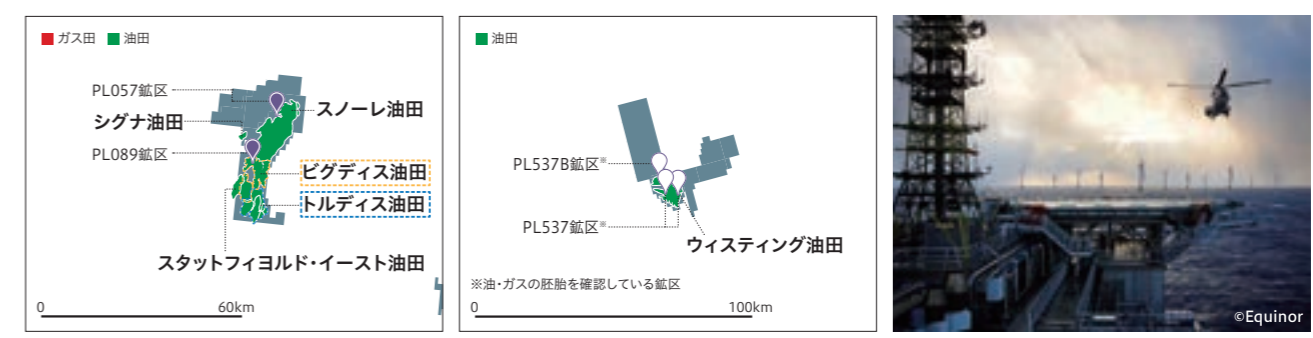 ガス田 油田
PL057鉱区
スノーレ油田
シグナ油田
PL089鉱区
ビグディス油田
トルディス油田
スタットフィヨルド・イースト油田
0 60km
油田
PL537B鉱区※
PL537鉱区※
ウィスティング油田
※油・ガスの胚胎を確認している鉱区
0 100km
©Equinor